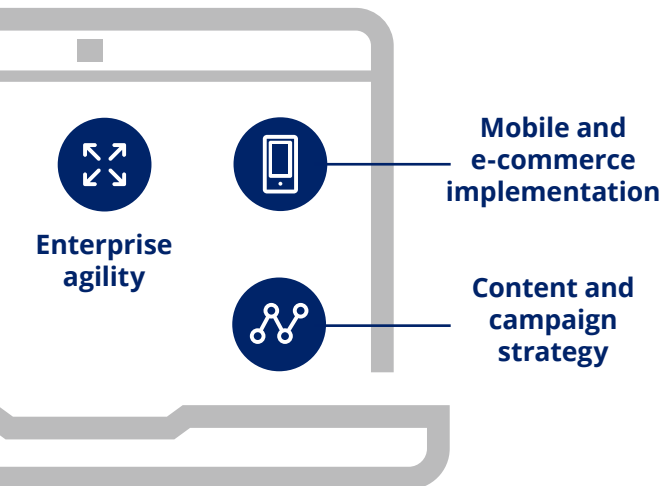 Enterprise
agility
Mobile and
e-commerce
implementation
Content and
campaign
strategy